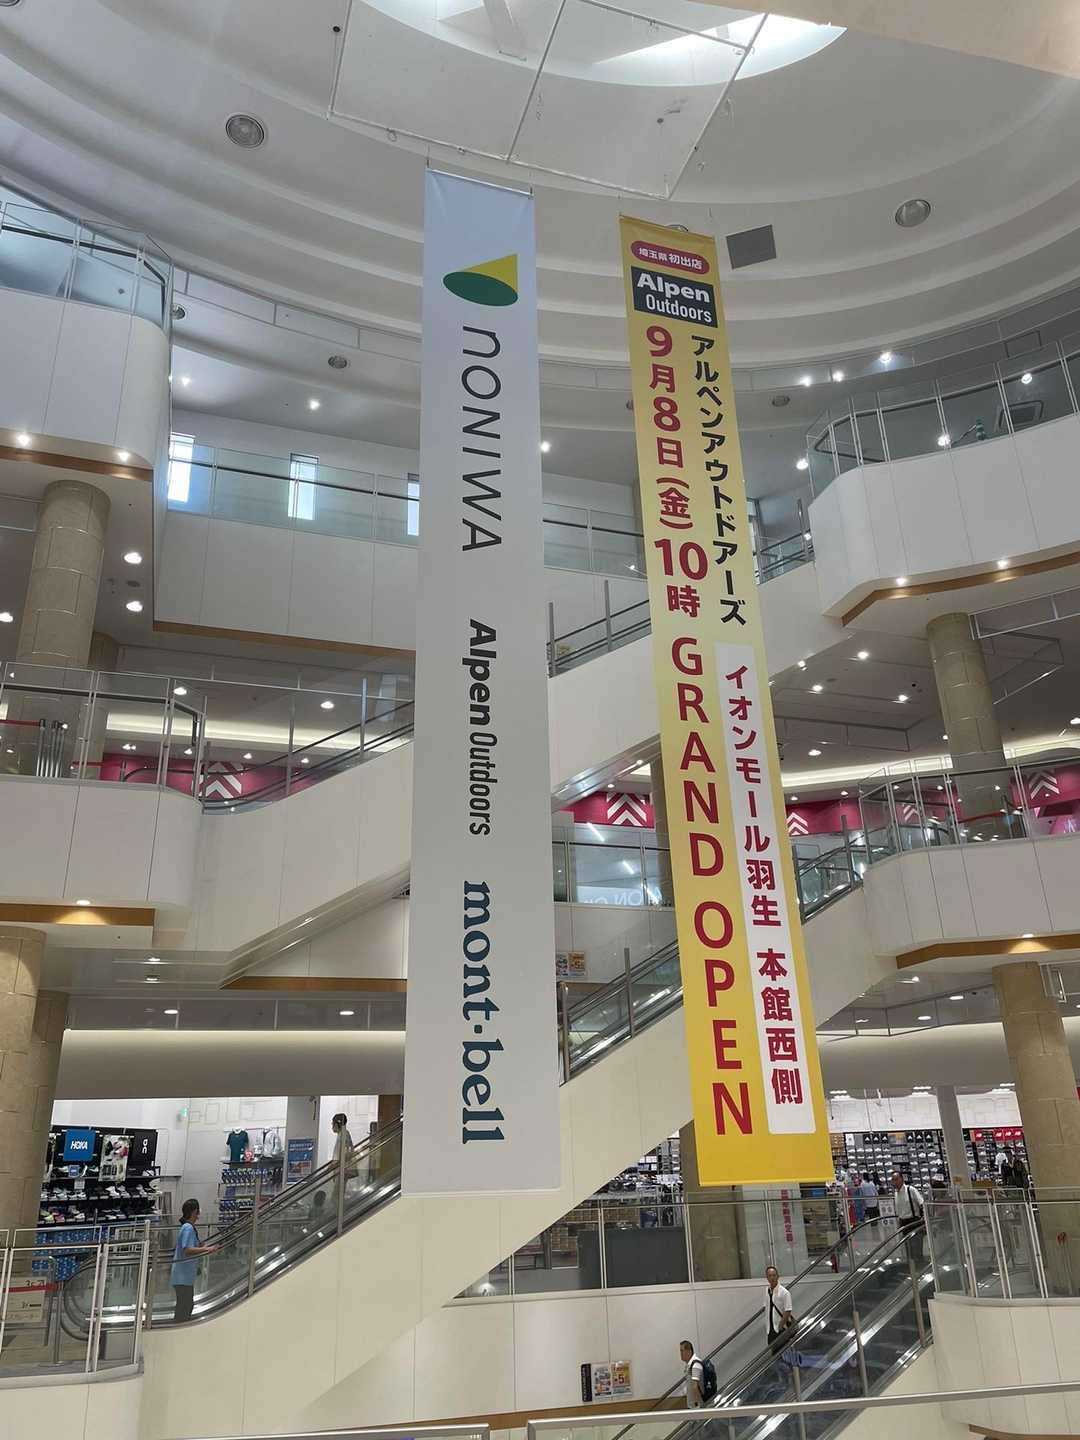 noniwa
Alpen Outdoors
mont-bell
埼玉県 初出店
Alpen
Outdoors
アルペンアウトドアーズ
9月8日(金)10時 GRAND OPEN
イオンモール羽生 本館西側
HOKA